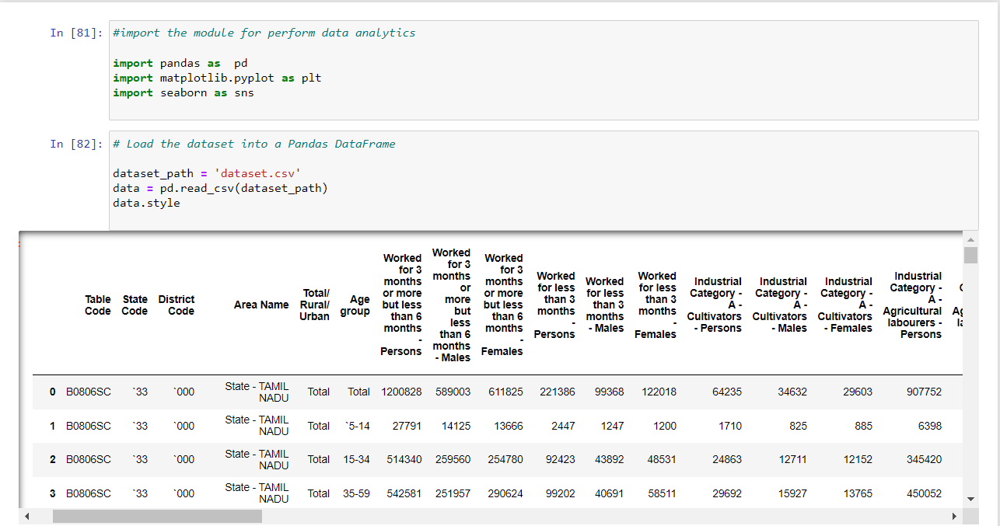 In [81]: #import the module for perform data analytics
import pandas as  pd
import matplotlib.pyplot as plt
import seaborn as sns
In [82]: # Load the dataset into a Pandas DataFrame
dataset_path = 'dataset.csv'
data = pd.read_csv(dataset_path)
data.style
Table Code
State Code
District Code
Area Name
Total/ Rural/ Urban
Age group
Worked for 3 months or more but less than 6 months - Persons
Worked for 3 months or more but less than 6 months - Males
Worked for 3 months or more but less than 6 months - Females
Worked for less than 3 months - Persons
Worked for less than 3 months - Males
Worked for less than 3 months - Females
Industrial Category - A - Cultivators - Persons
Industrial Category - A - Cultivators - Males
Industrial Category - A - Cultivators - Females
Industrial Category - A - Agricultural labourers - Persons
0 B0806SC `33 `000 State - TAMIL NADU Total Total 1200828 589003 611825 221386 99368 122018 64235 34632 29603 907752
1 B0806SC `33 `000 State - TAMIL NADU Total `5-14 27791 14125 13666 2447 1247 1200 1710 825 885 6398
2 B0806SC `33 `000 State - TAMIL NADU Total 15-34 514340 259560 254780 92423 43892 48531 24863 12711 12152 345420
3 B0806SC `33 `000 State - TAMIL NADU Total 35-59 542581 251957 290624 99202 40691 58511 29692 15927 13765 450052